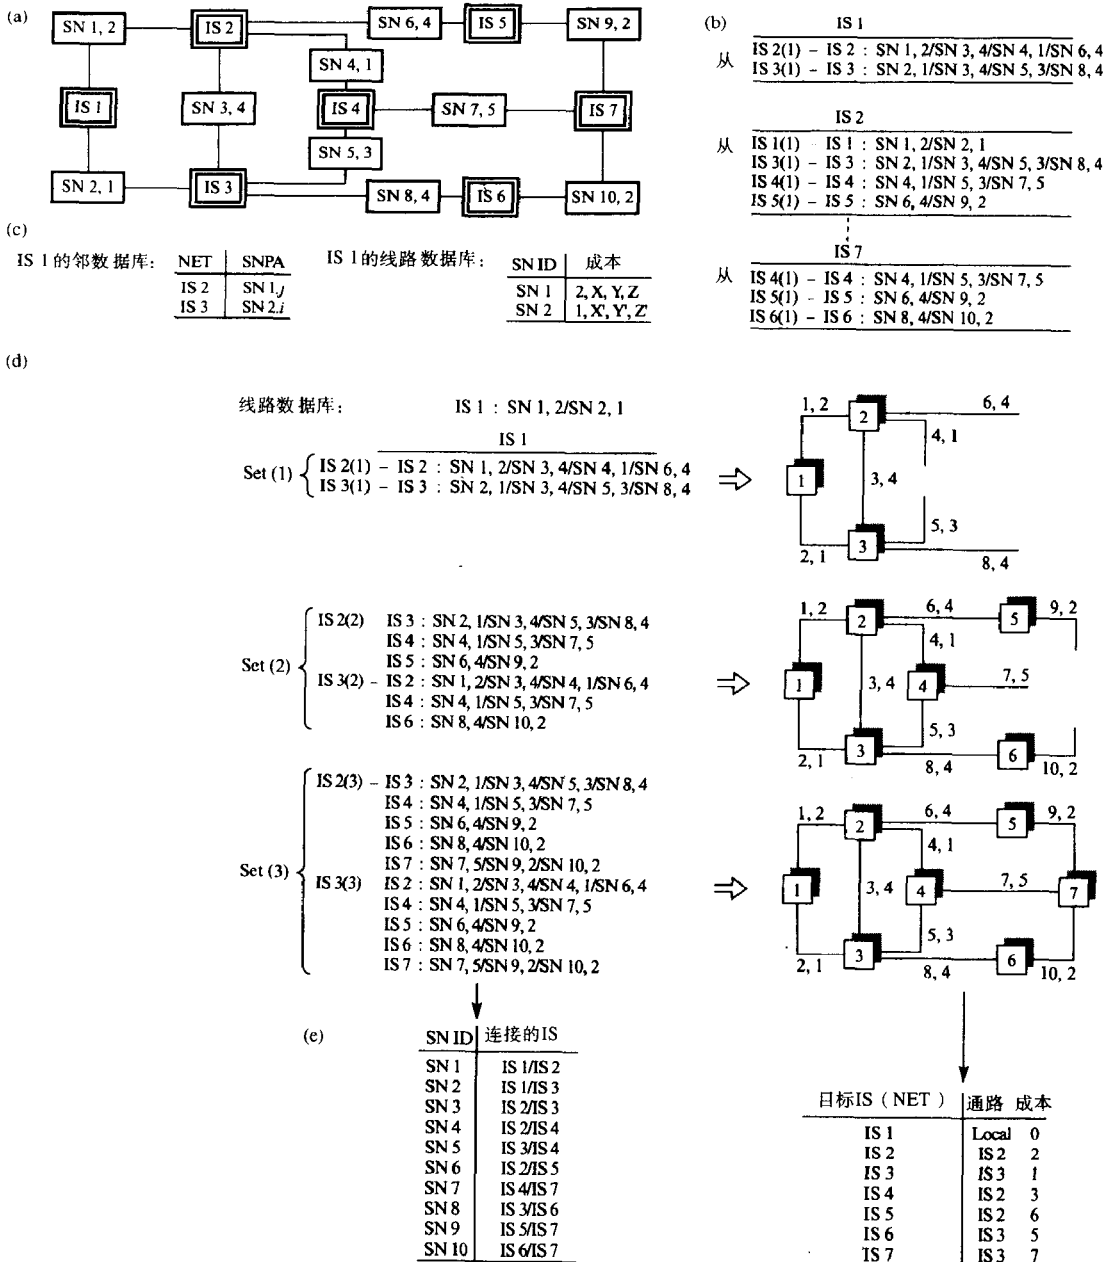 (a)
SN 1, 2
IS 2
SN 6, 4
IS 5
SN 9, 2
SN 4, 1
IS 1
SN 3, 4
IS 4
SN 7, 5
IS 7
SN 5, 3
SN 2, 1
IS 3
SN 8, 4
IS 6
SN 10, 2
(b)
IS 1
从
IS 2(1) – IS 2 : SN 1, 2/SN 3, 4/SN 4, 1/SN 6, 4
IS 3(1) – IS 3 : SN 2, 1/SN 3, 4/SN 5, 3/SN 8, 4
IS 2
从
IS 1(1) – IS 1 : SN 1, 2/SN 2, 1
IS 3(1) – IS 3 : SN 2, 1/SN 3, 4/SN 5, 3/SN 8, 4
IS 4(1) – IS 4 : SN 4, 1/SN 5, 3/SN 7, 5
IS 5(1) – IS 5 : SN 6, 4/SN 9, 2
IS 7
从
IS 4(1) – IS 4 : SN 4, 1/SN 5, 3/SN 7, 5
IS 5(1) – IS 5 : SN 6, 4/SN 9, 2
IS 6(1) – IS 6 : SN 8, 4/SN 10, 2
(c)
IS 1的邻数据库:
NET SNPA
IS 2 SN 1.j
IS 3 SN 2.i
IS 1的线路数据库:
SN ID 成本
SN 1 2, X, Y, Z
SN 2 1, X', Y', Z'
(d)
线路数据库: IS 1 : SN 1, 2/SN 2, 1
IS 1
Set (1)
IS 2(1) – IS 2 : SN 1, 2/SN 3, 4/SN 4, 1/SN 6, 4
IS 3(1) – IS 3 : SN 2, 1/SN 3, 4/SN 5, 3/SN 8, 4
1, 2
2
6, 4
4, 1
1
3, 4
5, 3
2, 1
3
8, 4
Set (2)
IS 2(2) IS 3 : SN 2, 1/SN 3, 4/SN 5, 3/SN 8, 4
IS 4 : SN 4, 1/SN 5, 3/SN 7, 5
IS 5 : SN 6, 4/SN 9, 2
IS 3(2) – IS 2 : SN 1, 2/SN 3, 4/SN 4, 1/SN 6, 4
IS 4 : SN 4, 1/SN 5, 3/SN 7, 5
IS 6 : SN 8, 4/SN 10, 2
1, 2
2
6, 4
5
9, 2
4, 1
1
3, 4
4
7, 5
5, 3
2, 1
3
8, 4
6
10, 2
Set (3)
IS 2(3) – IS 3 : SN 2, 1/SN 3, 4/SN 5, 3/SN 8, 4
IS 4 : SN 4, 1/SN 5, 3/SN 7, 5
IS 5 : SN 6, 4/SN 9, 2
IS 6 : SN 8, 4/SN 10, 2
IS 7 : SN 7, 5/SN 9, 2/SN 10, 2
IS 3(3) IS 2 : SN 1, 2/SN 3, 4/SN 4, 1/SN 6, 4
IS 4 : SN 4, 1/SN 5, 3/SN 7, 5
IS 5 : SN 6, 4/SN 9, 2
IS 6 : SN 8, 4/SN 10, 2
IS 7 : SN 7, 5/SN 9, 2/SN 10, 2
1, 2
2
6, 4
5
9, 2
4, 1
1
3, 4
4
7, 5
7
5, 3
2, 1
3
8, 4
6
10, 2
(e)
SN ID 连接的IS
SN 1 IS 1/IS 2
SN 2 IS 1/IS 3
SN 3 IS 2/IS 3
SN 4 IS 2/IS 4
SN 5 IS 3/IS 4
SN 6 IS 2/IS 5
SN 7 IS 4/IS 7
SN 8 IS 3/IS 6
SN 9 IS 5/IS 7
SN 10 IS 6/IS 7
目标IS（NET） 通路 成本
IS 1 Local 0
IS 2 IS 2 2
IS 3 IS 3 1
IS 4 IS 2 3
IS 5 IS 2 6
IS 6 IS 3 5
IS 7 IS 3 7